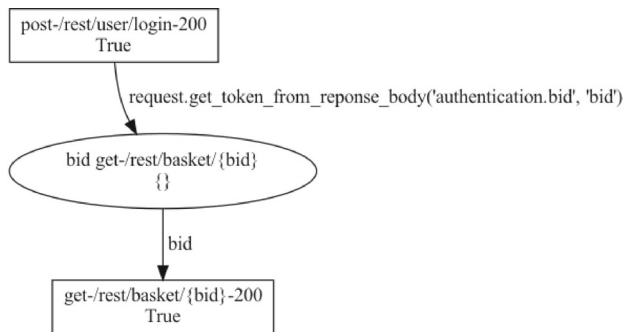 post-/rest/user/login-200
True
request.get_token_from_reponse_body('authentication.bid', 'bid')
bid get-/rest/basket/{bid}
{}
bid
get-/rest/basket/{bid}-200
True